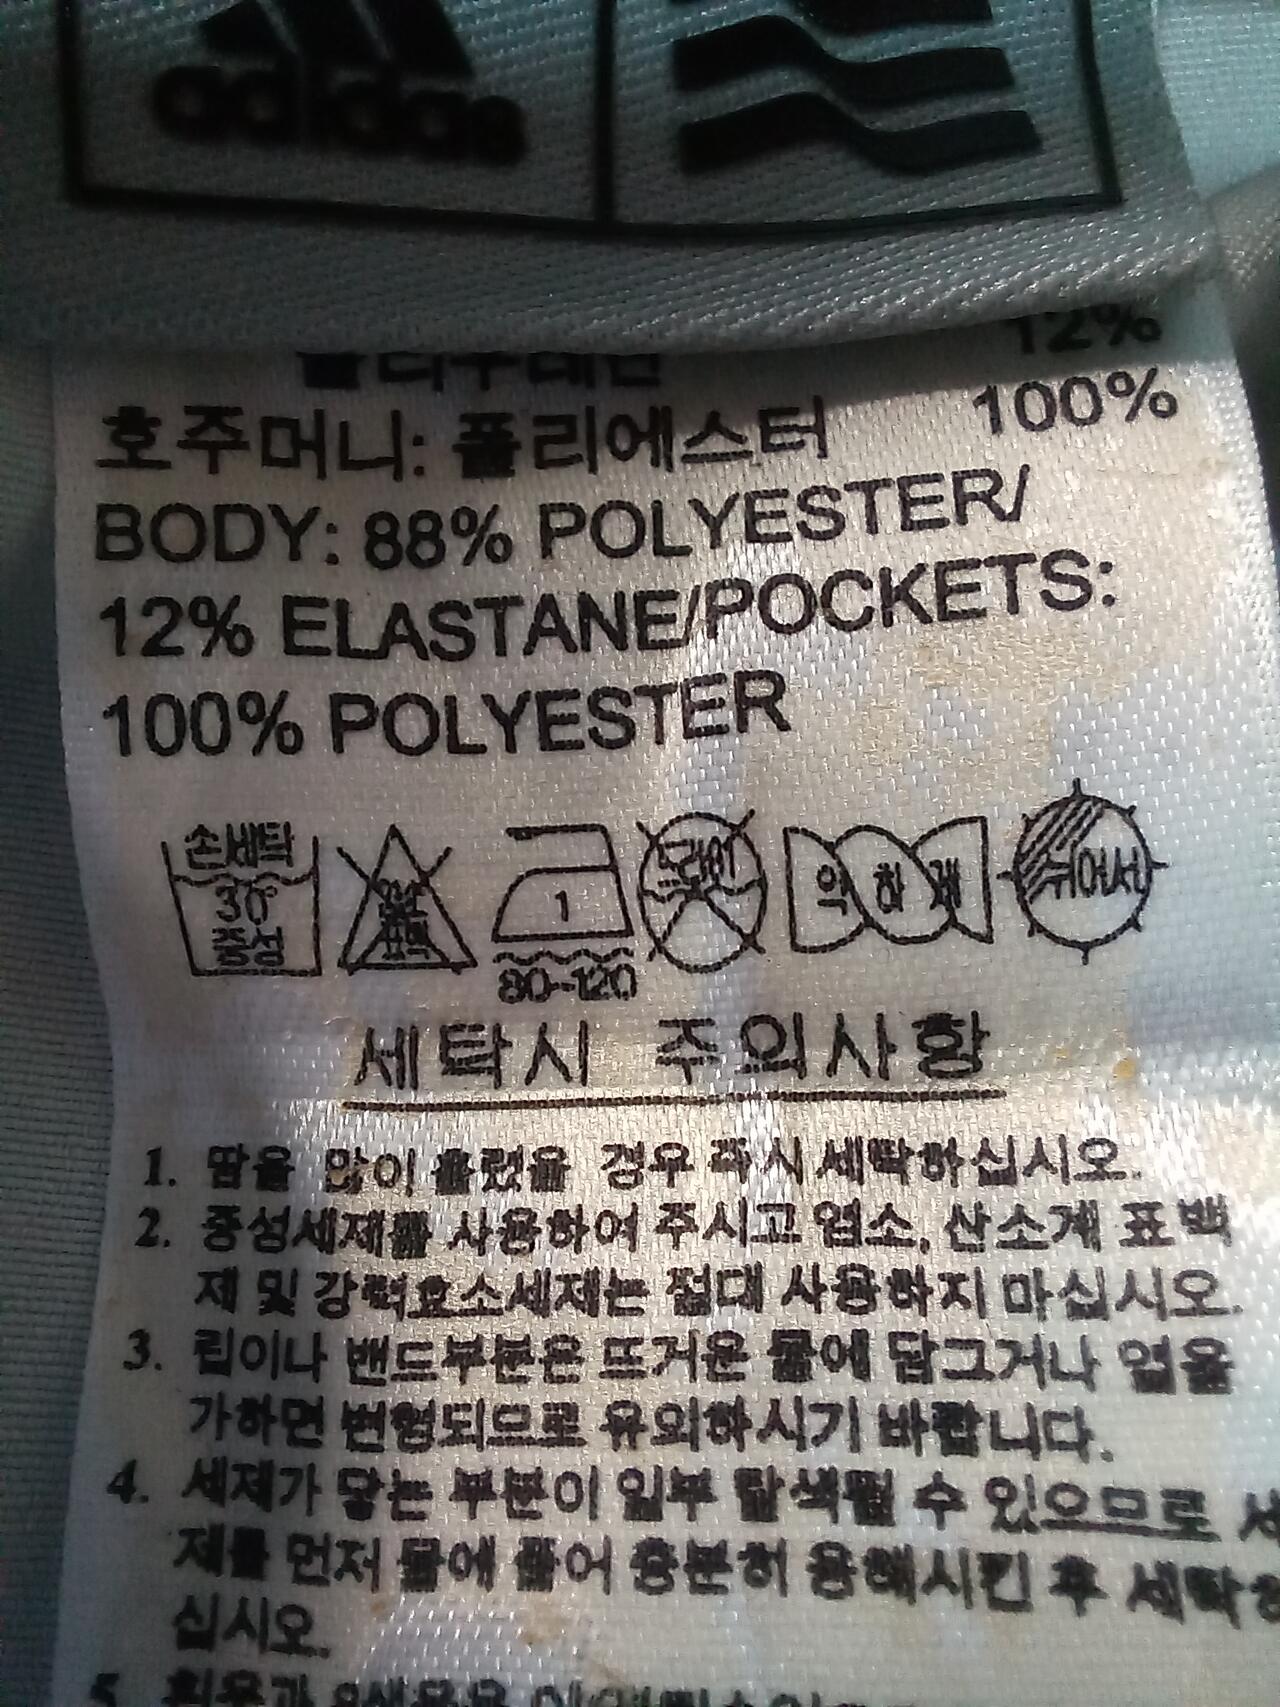 adidas
12%
호주머니: 폴리에스터 100%
BODY: 88% POLYESTER/
12% ELASTANE/POCKETS:
100% POLYESTER
손세탁
30°
중성
염소
표백
1
80~120
드라이
약하게
뉘어서
세탁시 주의사항
1. 땀을 많이 흘렸을 경우 즉시 세탁하십시오.
2. 중성세제를 사용하여 주시고 염소, 산소계 표백
제 및 강력효소세제는 절대 사용하지 마십시오.
3. 립이나 밴드부분은 뜨거운 물에 담그거나 열을
가하면 변형되므로 유의하시기 바랍니다.
4. 세제가 닿는 부분이 일부 탈색될 수 있으므로
제를 먼저 물에 풀어 충분히 용해시킨 후
십시오.
5.